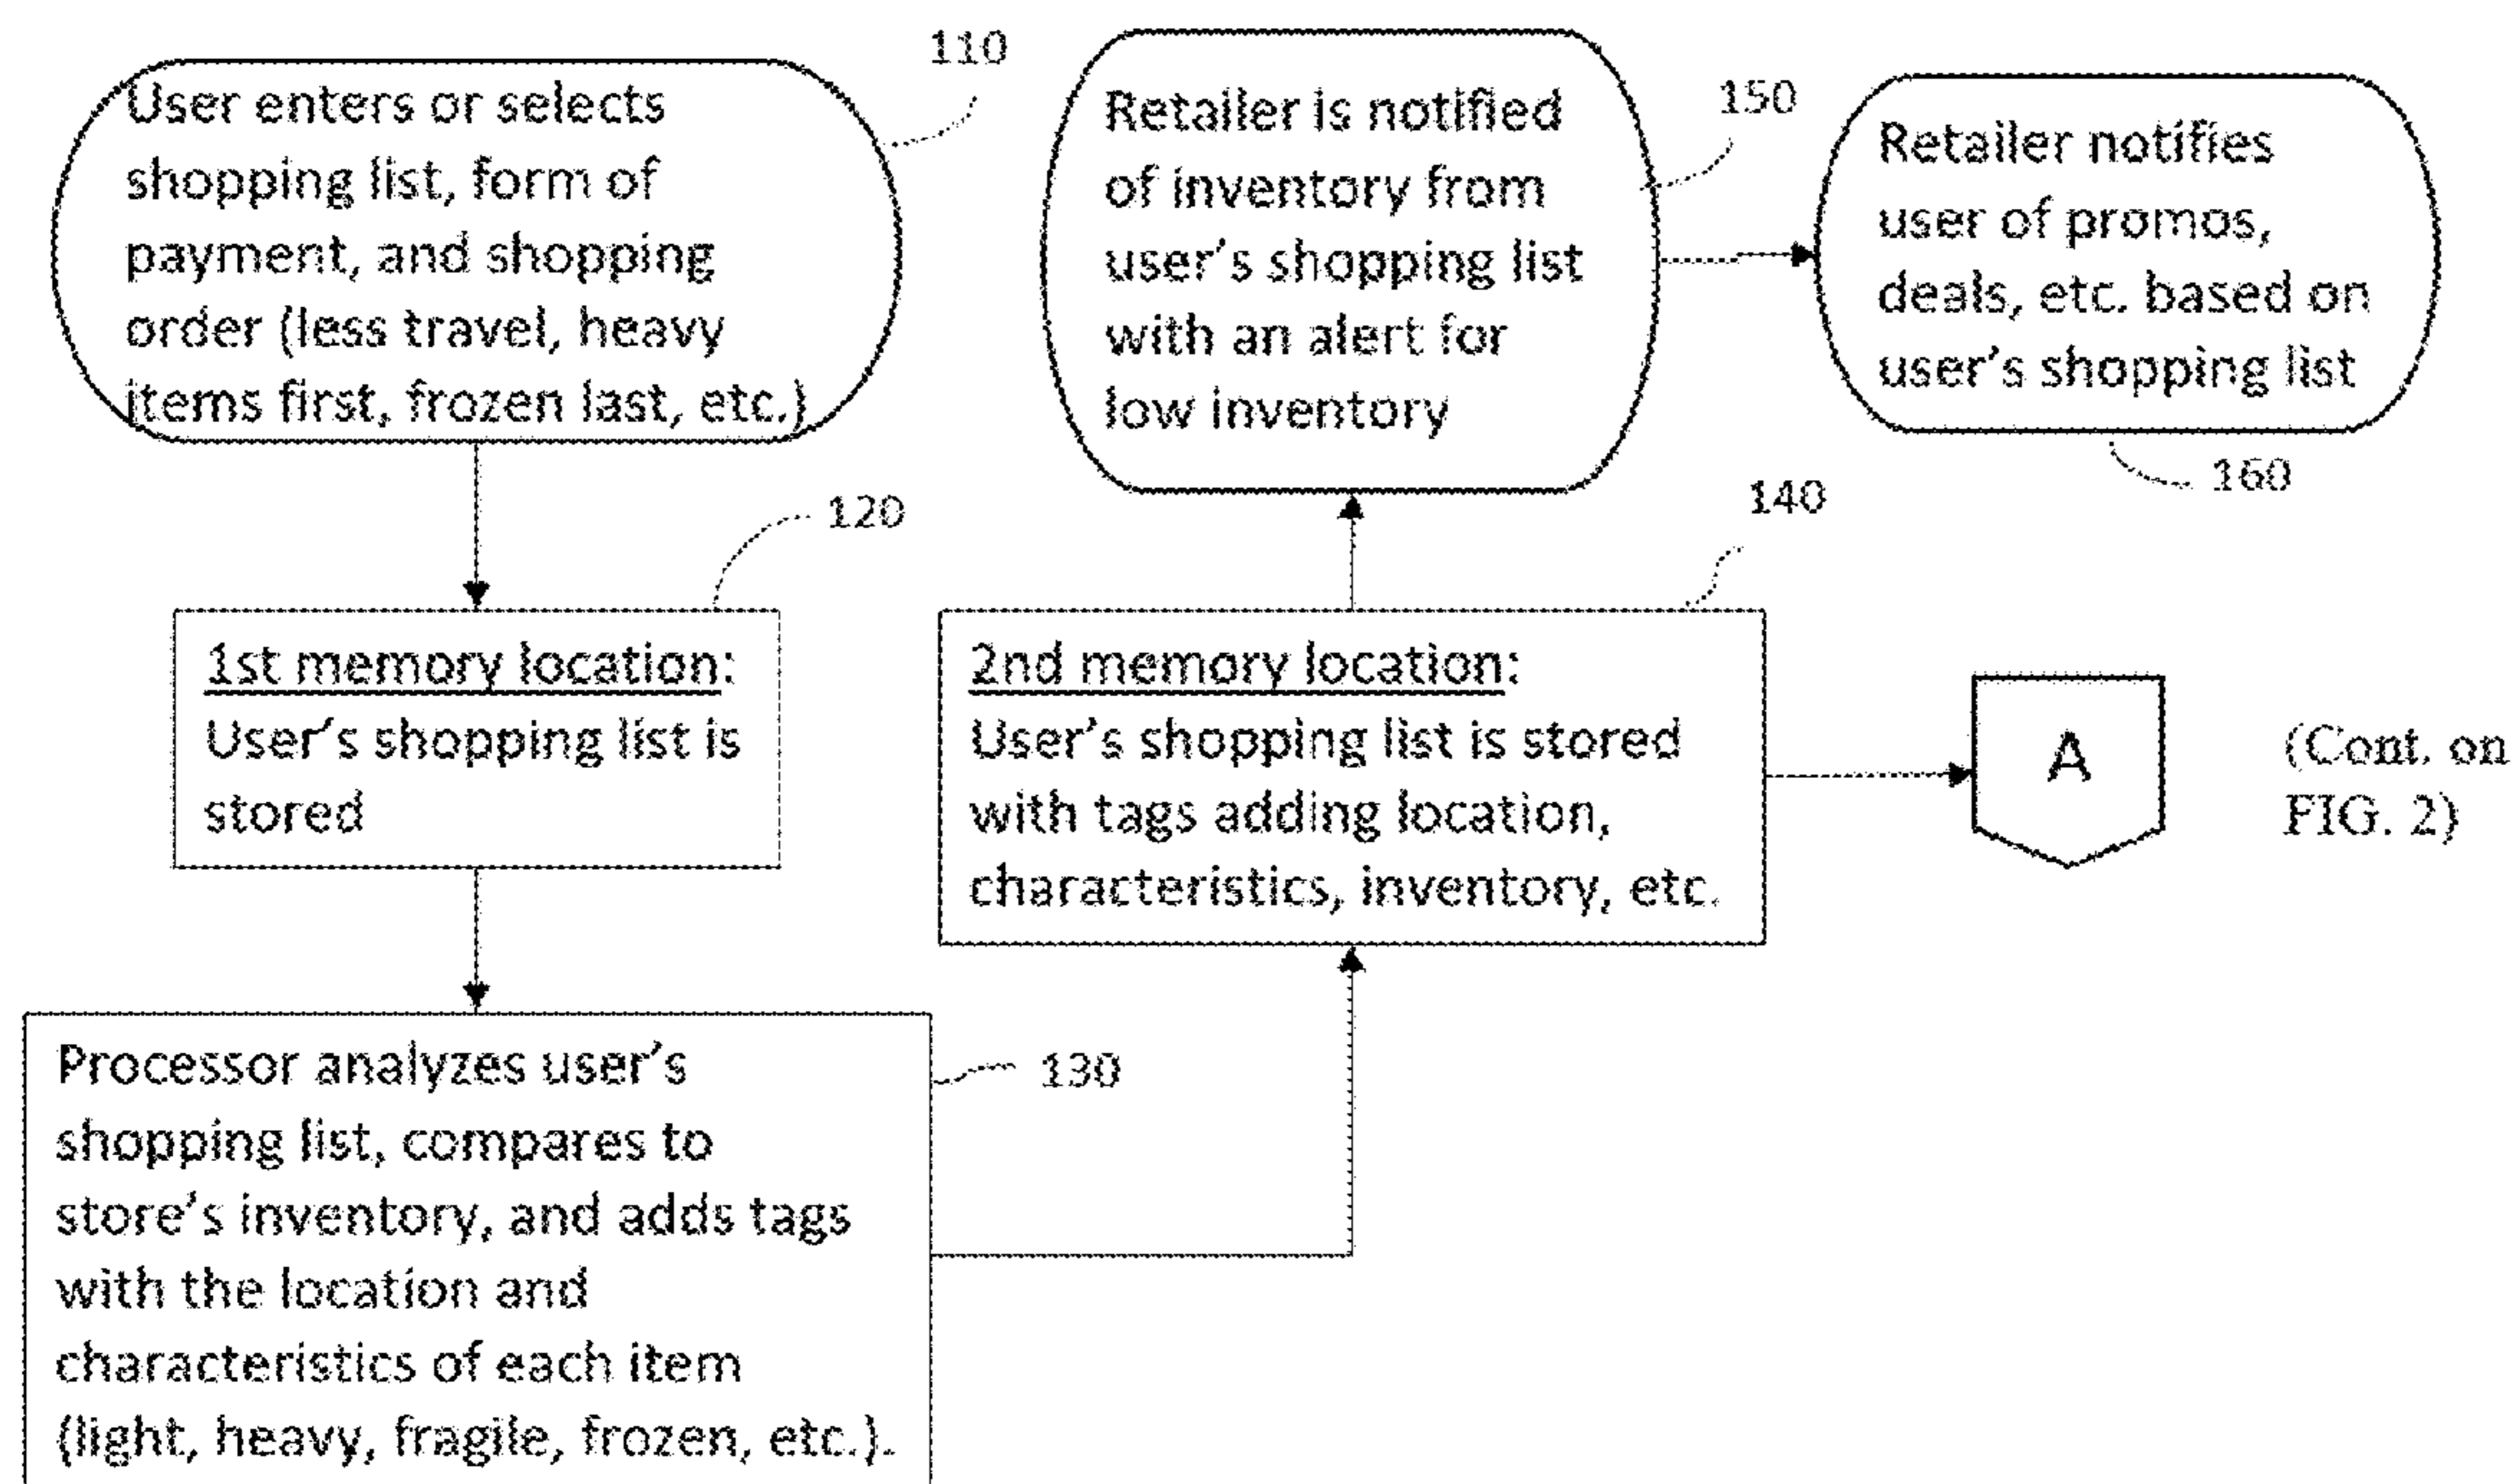 110
User enters or selects
shopping list, form of
payment, and shopping
order (less travel, heavy
items first, frozen last, etc.)
120
1st memory location:
User's shopping list is
stored
130
Processor analyzes user's
shopping list, compares to
store's inventory, and adds tags
with the location and
characteristics of each item
(light, heavy, fragile, frozen, etc.).
140
2nd memory location:
User's shopping list is stored
with tags adding location,
characteristics, inventory, etc.
150
Retailer is notified
of inventory from
user's shopping list
with an alert for
low inventory
Retailer notifies
user of promos,
deals, etc. based on
user's shopping list
160
A
(Cont. on
FIG. 2)